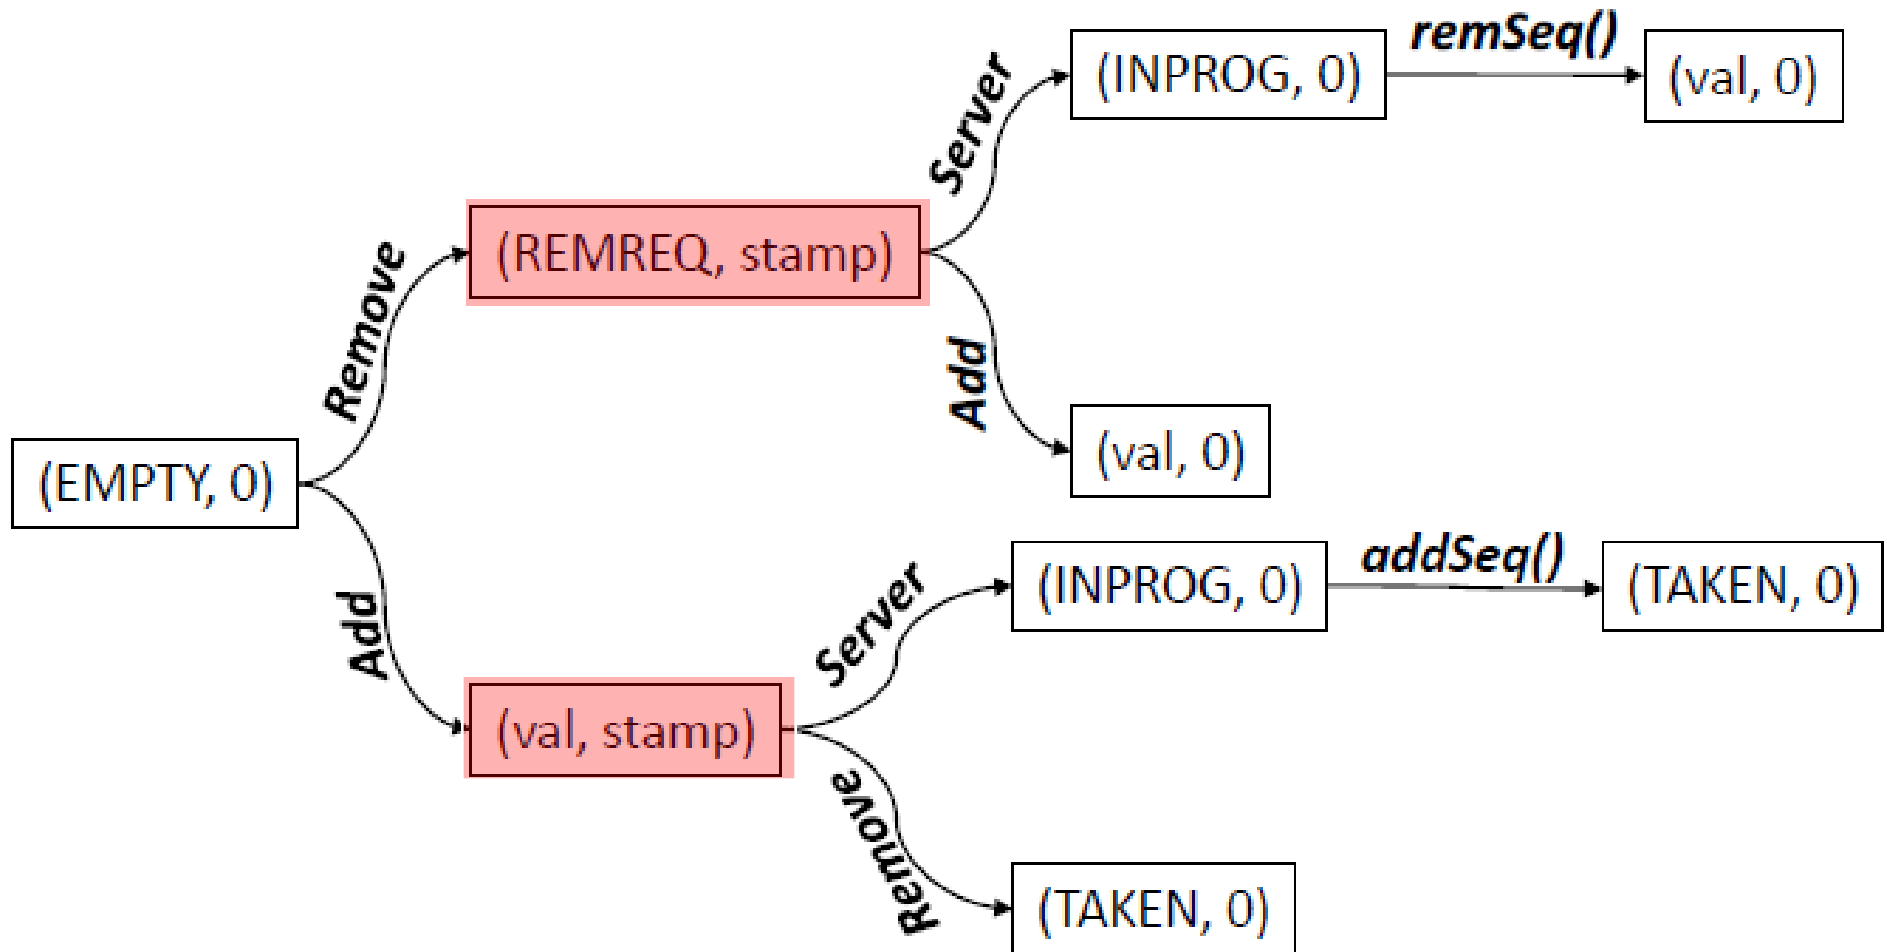 remSeq()
(INPROG, 0)
(val, 0)
Server
(REMREQ, stamp)
Remove
Add
(val, 0)
(EMPTY, 0)
addSeq()
(INPROG, 0)
(TAKEN, 0)
Server
Add
(val, stamp)
Remove
(TAKEN, 0)